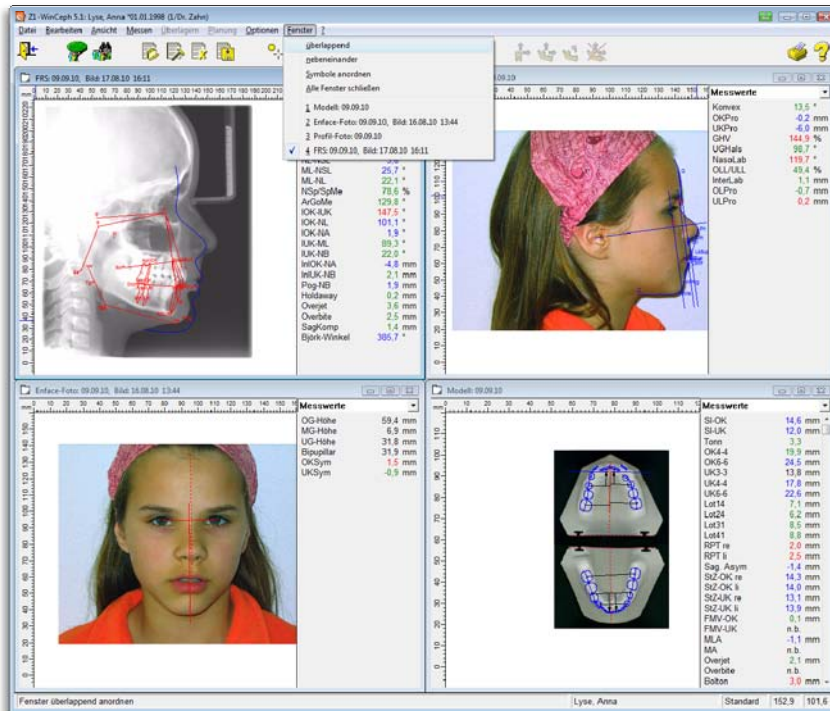 Z1-WinCeph 5.1: Lyse, Anna *01.01.1998 (1/Dr. Zahn)
Datei Bearbeiten Ansicht Messen Überlagern Planung Optionen Fenster ?
überlappend
nebeneinander
Symbole anordnen
Alle Fenster schließen
1 Modell: 09.09.10
2 Enface-Foto: 09.09.10, Bild: 16.08.10 13:44
3 Profil-Foto: 09.09.10
4 FRS: 09.09.10, Bild: 17.08.10 16:11
FRS: 09.09.10, Bild: 17.08.10 16:11
ML-NSL 25,7 °
ML-NL 22,1 °
NSp/SpMe 78,6 %
ArGoMe 129,8 °
IOK-IUK 147,5 °
IOK-NL 101,1 °
IOK-NA 1,9 °
IUK-ML 89,3 °
IUK-NB 22,0 °
InIOK-NA -4,8 mm
InIUK-NB 2,1 mm
Pog-NB 1,9 mm
Holdaway 0,2 mm
Overjet 3,6 mm
Overbite 2,5 mm
SagKomp 1,4 mm
Björk-Winkel 385,7 °
Messwerte
Konvex 13,5 °
OKPro -0,2 mm
UKPro -6,0 mm
GHV 144,9 %
UGHals 98,7 °
NasoLab 119,7 °
OLL/ULL 49,4 %
InterLab 1,1 mm
OLPro -0,7 mm
ULPro 0,2 mm
Enface-Foto: 09.09.10, Bild: 16.08.10 13:44
Messwerte
OG-Höhe 59,4 mm
MG-Höhe 6,9 mm
UG-Höhe 31,8 mm
Bipupillar 31,9 mm
OKSym 1,5 mm
UKSym -0,9 mm
Modell: 09.09.10
Messwerte
SI-OK 14,6 mm
SI-UK 12,0 mm
Tonn 3,3
OK4-4 19,9 mm
OK6-6 24,5 mm
UK3-3 13,8 mm
UK4-4 17,8 mm
UK6-6 22,6 mm
Lot14 7,1 mm
Lot24 6,2 mm
Lot31 8,5 mm
Lot41 8,8 mm
RPT re 2,0 mm
RPT li 2,5 mm
Sag. Asym -1,4 mm
StZ-OK re 14,3 mm
StZ-OK li 14,0 mm
StZ-UK re 13,1 mm
StZ-UK li 13,9 mm
FMV-OK 0,1 mm
FMV-UK n.b.
MLA -1,1 mm
MA n.b.
Overjet 2,1 mm
Overbite n.b.
Bolton 3,0 mm
Fenster überlappend anordnen
Lyse, Anna
Standard
152,9
101,6